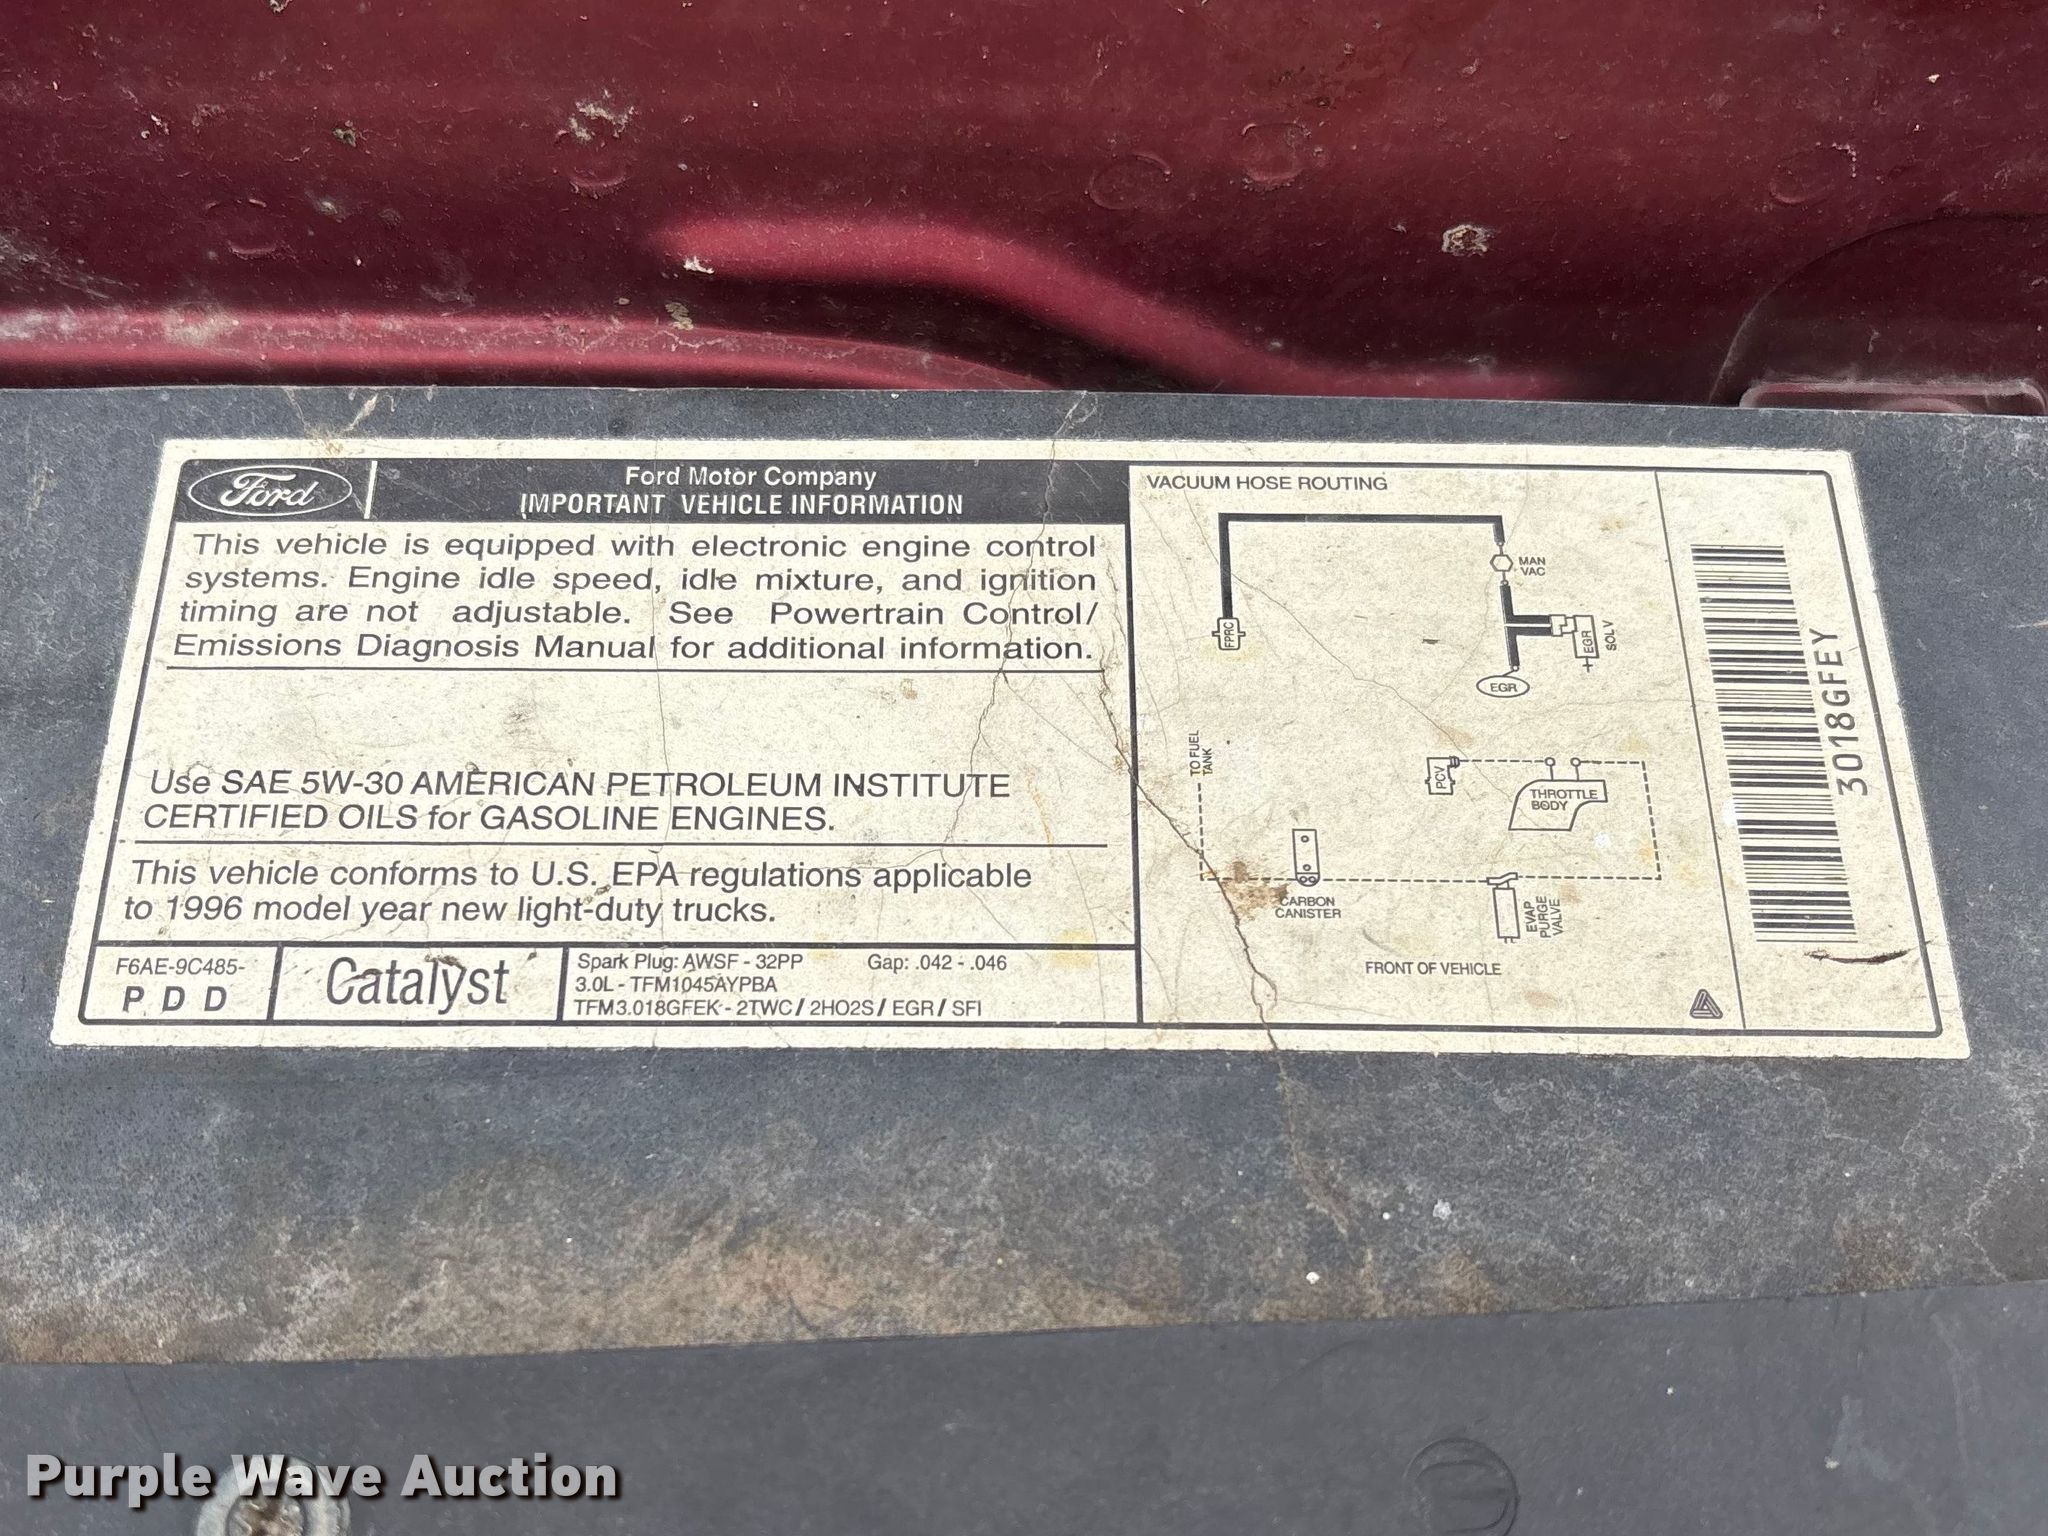 Ford
Ford Motor Company
IMPORTANT VEHICLE INFORMATION
This vehicle is equipped with electronic engine control
systems. Engine idle speed, idle mixture, and ignition
timing are not adjustable. See Powertrain Control/
Emissions Diagnosis Manual for additional information.
Use SAE 5W-30 AMERICAN PETROLEUM INSTITUTE
CERTIFIED OILS for GASOLINE ENGINES.
This vehicle conforms to U.S. EPA regulations applicable
to 1996 model year new light-duty trucks.
F6AE-9C485-
P D D
Catalyst
Spark Plug: AWSF - 32PP Gap: .042 - .046
3.0L - TFM1045AYPBA
TFM3.018GFEK - 2TWC / 2HO2S / EGR / SFI
VACUUM HOSE ROUTING
MAN
VAC
FPRC
EGR
SOLV
EGR
TO FUEL
TANK
PCV
THROTTLE
BODY
CARBON
CANISTER
EVAP
PURGE
VALVE
FRONT OF VEHICLE
3018GFEY
Purple Wave Auction